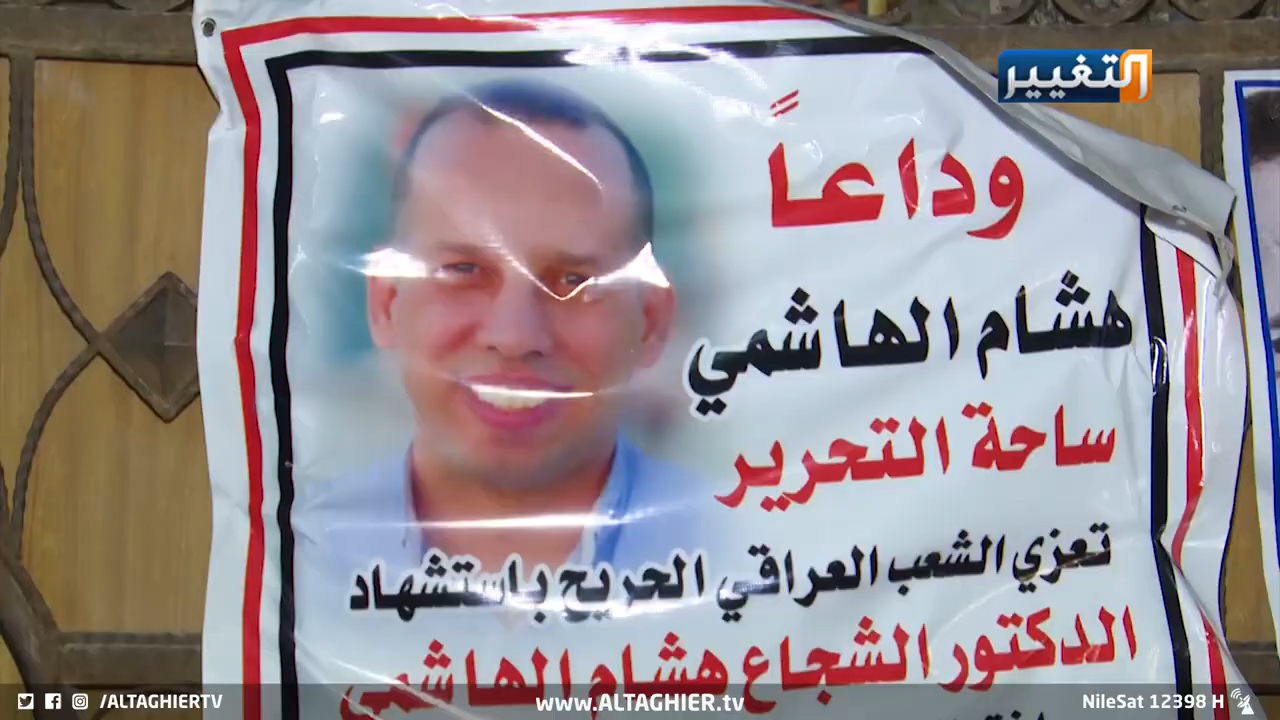 التغيير
وداعاً
هشام الهاشمي
ساحة التحرير
تعزي الشعب العراقي الجريح باستشهاد
الدكتور الشجاع هشام الهاشمي
/ALTAGHIERTV
www.ALTAGHIER.tv
NileSat 12398 H